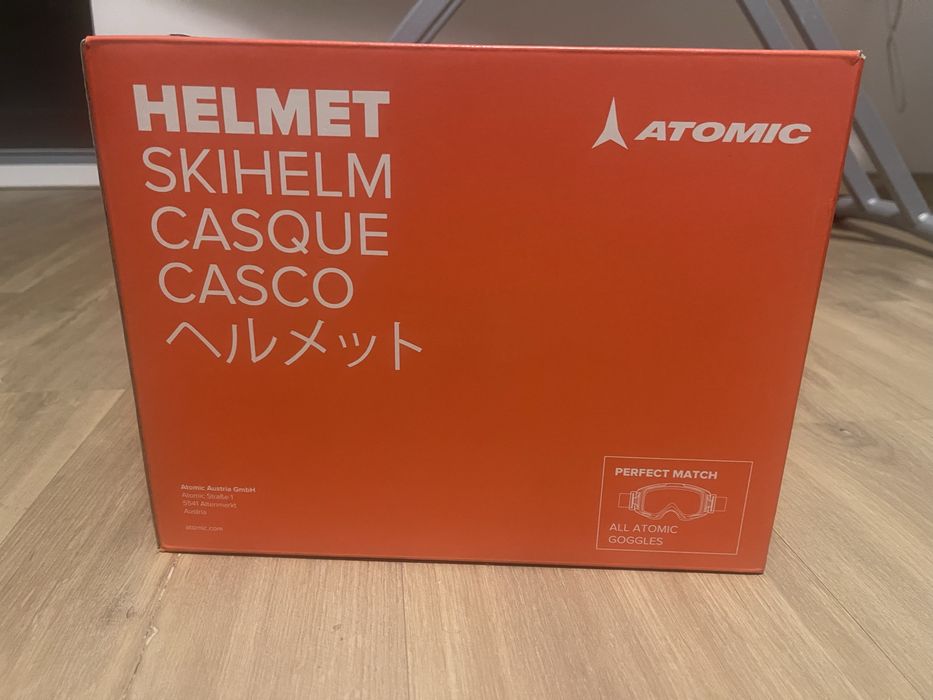 HELMET
SKIHELM
CASQUE
CASCO
ヘルメット
ATOMIC
Atomic Austria GmbH
Atomic Straße 1
5541 Altenmarkt
Austria
atomic.com
PERFECT MATCH
ALL ATOMIC
GOGGLES